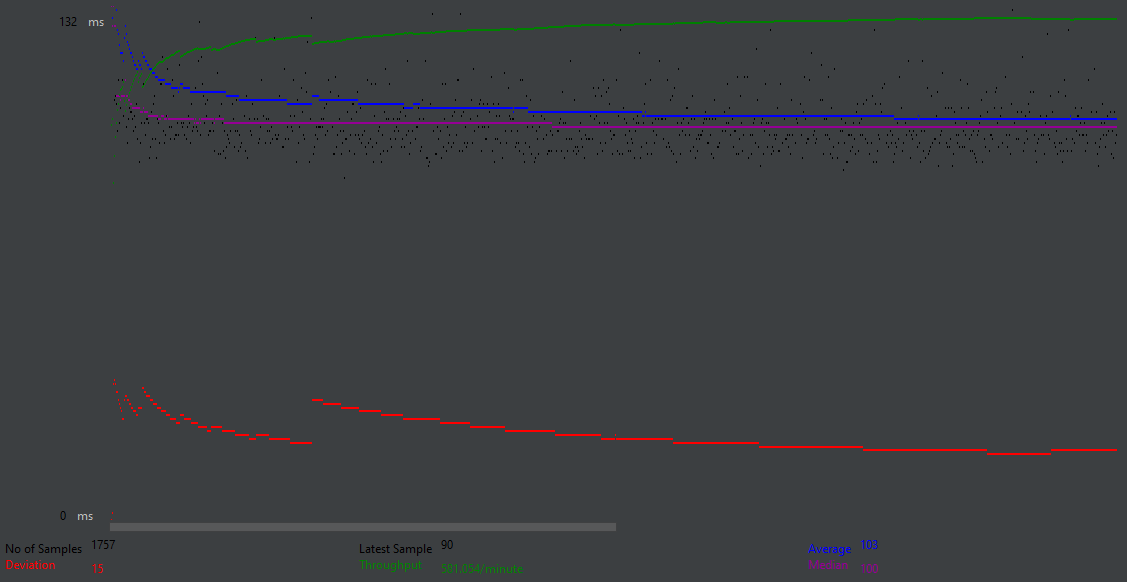 132 ms
0 ms
No of Samples 1757 Latest Sample 90 Average 103
Deviation 15 Throughput 581.054/minute Median 100